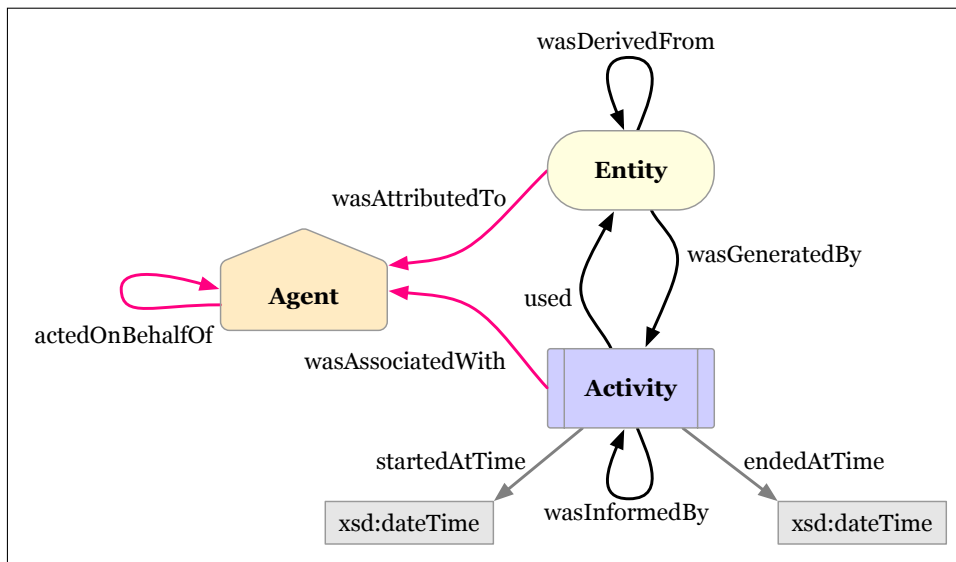 wasDerivedFrom
Entity
wasAttributedTo
wasGeneratedBy
Agent
used
actedOnBehalfOf
wasAssociatedWith
Activity
startedAtTime
endedAtTime
wasInformedBy
xsd:dateTime
xsd:dateTime